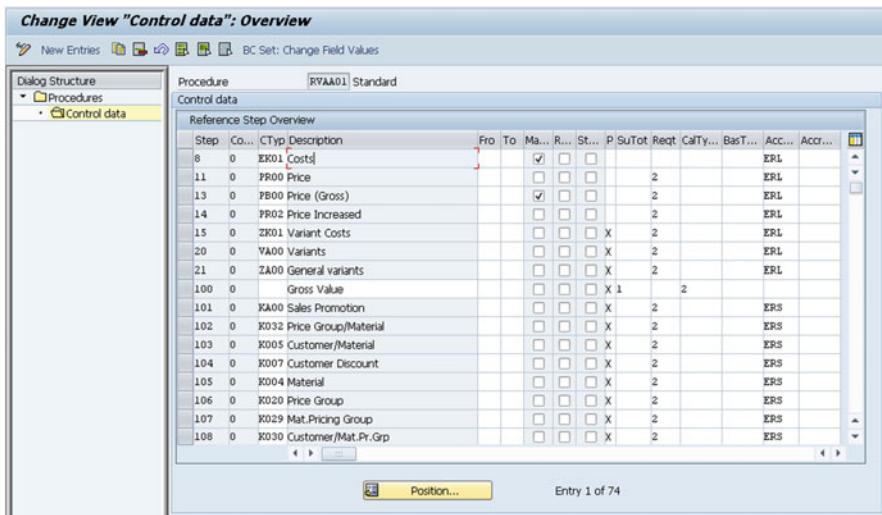 Change View "Control data": Overview
New Entries BC Set: Change Field Values
Dialog Structure
Procedures
Control data
Procedure RVAA01 Standard
Control data
Reference Step Overview
Step Co... CTyp Description Fro To Ma... R... St... P SuTot Reqt CalTy... BasT... Acc... Accr...
8 0 EK01 Costs ERL
11 0 PR00 Price 2 ERL
13 0 PB00 Price (Gross) 2 ERL
14 0 PR02 Price Increased 2 ERL
15 0 ZK01 Variant Costs X 2 ERL
20 0 VA00 Variants X 2 ERL
21 0 ZA00 General variants X 2 ERL
100 0 Gross Value X 1 2
101 0 KA00 Sales Promotion X 2 ERS
102 0 K032 Price Group/Material X 2 ERS
103 0 K005 Customer/Material X 2 ERS
104 0 K007 Customer Discount X 2 ERS
105 0 K004 Material X 2 ERS
106 0 K020 Price Group X 2 ERS
107 0 K029 Mat.Pricing Group X 2 ERS
108 0 K030 Customer/Mat.Pr.Grp X 2 ERS
Position... Entry 1 of 74